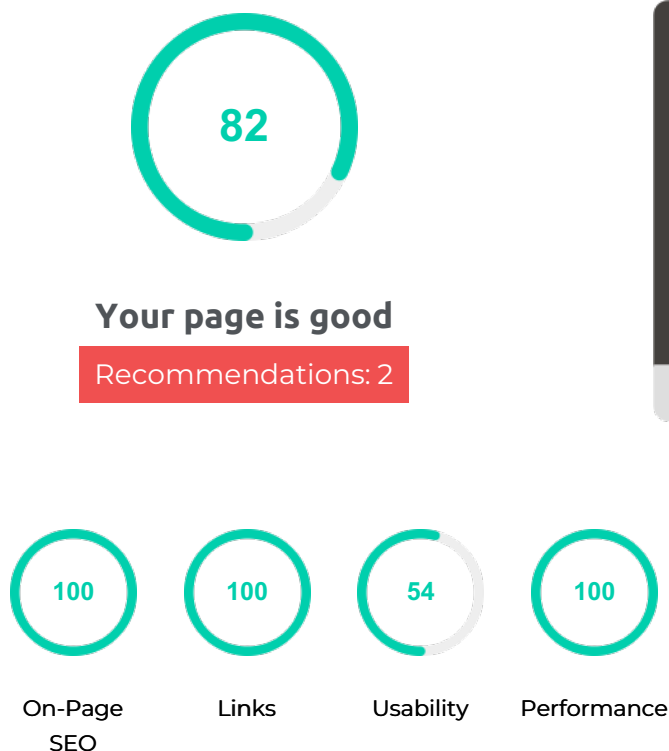 82
Your page is good
Recommendations: 2
100
100
54
100
On-Page
SEO
Links
Usability
Performance